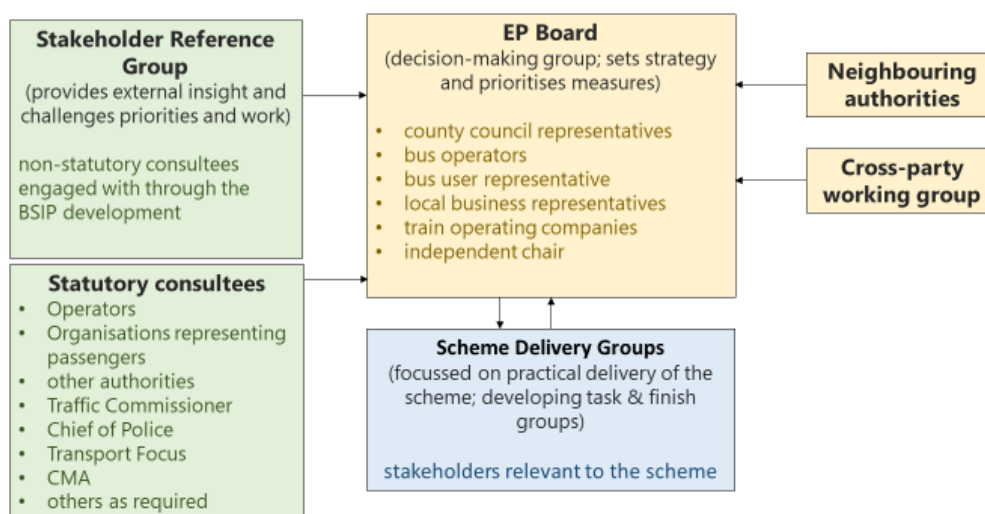 Stakeholder Reference
Group
(provides external insight and
challenges priorities and work)
non-statutory consultees
engaged with through the
BSIP development
Statutory consultees
• Operators
• Organisations representing
passengers
• other authorities
• Traffic Commissioner
• Chief of Police
• Transport Focus
• CMA
• others as required
EP Board
(decision-making group; sets strategy
and prioritises measures)
• county council representatives
• bus operators
• bus user representative
• local business representatives
• train operating companies
• independent chair
Scheme Delivery Groups
(focussed on practical delivery of the
scheme; developing task & finish
groups)
stakeholders relevant to the scheme
Neighbouring
authorities
Cross-party
working group